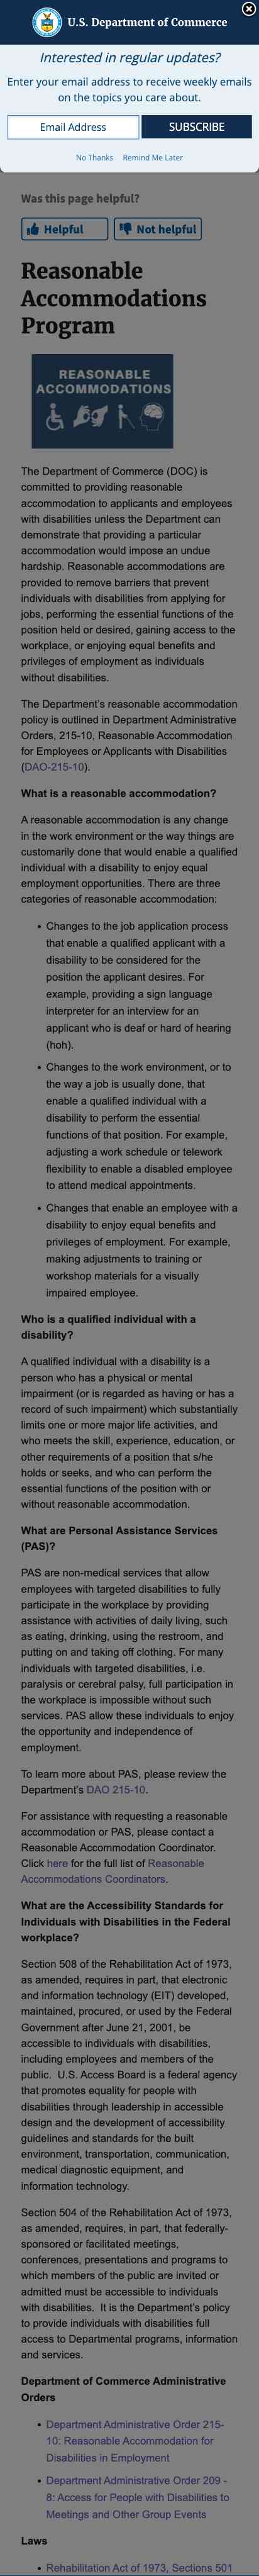 U.S. Department of Commerce
Interested in regular updates?
Enter your email address to receive weekly emails
on the topics you care about.
Email Address
SUBSCRIBE
No Thanks
Remind Me Later
Was this page helpful?
Helpful
Not helpful
Reasonable
Accommodations
Program
REASONABLE
ACCOMMODATIONS
The Department of Commerce (DOC) is
committed to providing reasonable
accommodation to applicants and employees
with disabilities unless the Department can
demonstrate that providing a particular
accommodation would impose an undue
hardship. Reasonable accommodations are
provided to remove barriers that prevent
individuals with disabilities from applying for
jobs, performing the essential functions of the
position held or desired, gaining access to the
workplace, or enjoying equal benefits and
privileges of employment as individuals
without disabilities.
The Department's reasonable accommodation
policy is outlined in Department Administrative
Orders, 215-10, Reasonable Accommodation
for Employees or Applicants with Disabilities
(DAO-215-10).
What is a reasonable accommodation?
A reasonable accommodation is any change
in the work environment or the way things are
customarily done that would enable a qualified
individual with a disability to enjoy equal
employment opportunities. There are three
categories of reasonable accommodation:
• Changes to the job application process
that enable a qualified applicant with a
disability to be considered for the
position the applicant desires. For
example, providing a sign language
interpreter for an interview for an
applicant who is deaf or hard of hearing
(hoh).
• Changes to the work environment, or to
the way a job is usually done, that
enable a qualified individual with a
disability to perform the essential
functions of that position. For example,
adjusting a work schedule or telework
flexibility to enable a disabled employee
to attend medical appointments.
• Changes that enable an employee with a
disability to enjoy equal benefits and
privileges of employment. For example,
making adjustments to training or
workshop materials for a visually
impaired employee.
Who is a qualified individual with a
disability?
A qualified individual with a disability is a
person who has a physical or mental
impairment (or is regarded as having or has a
record of such impairment) which substantially
limits one or more major life activities, and
who meets the skill, experience, education, or
other requirements of a position that s/he
holds or seeks, and who can perform the
essential functions of the position with or
without reasonable accommodation.
What are Personal Assistance Services
(PAS)?
PAS are non-medical services that allow
employees with targeted disabilities to fully
participate in the workplace by providing
assistance with activities of daily living, such
as eating, drinking, using the restroom, and
putting on and taking off clothing. For many
individuals with targeted disabilities, i.e.
paralysis or cerebral palsy, full participation in
the workplace is impossible without such
services. PAS allow these individuals to enjoy
the opportunity and independence of
employment.
To learn more about PAS, please review the
Department's DAO 215-10.
For assistance with requesting a reasonable
accommodation or PAS, please contact a
Reasonable Accommodation Coordinator.
Click here for the full list of Reasonable
Accommodations Coordinators.
What are the Accessibility Standards for
Individuals with Disabilities in the Federal
workplace?
Section 508 of the Rehabilitation Act of 1973,
as amended, requires in part, that electronic
and information technology (EIT) developed,
maintained, procured, or used by the Federal
Government after June 21, 2001, be
accessible to individuals with disabilities,
including employees and members of the
public. U.S. Access Board is a federal agency
that promotes equality for people with
disabilities through leadership in accessible
design and the development of accessibility
guidelines and standards for the built
environment, transportation, communication,
medical diagnostic equipment, and
information technology.
Section 504 of the Rehabilitation Act of 1973,
as amended, requires, in part, that federally-
sponsored or facilitated meetings,
conferences, presentations and programs to
which members of the public are invited or
admitted must be accessible to individuals
with disabilities. It is the Department's policy
to provide individuals with disabilities full
access to Departmental programs, information
and services.
Department of Commerce Administrative
Orders
• Department Administrative Order 215-
10: Reasonable Accommodation for
Disabilities in Employment
• Department Administrative Order 209 -
8: Access for People with Disabilities to
Meetings and Other Group Events
Laws
• Rehabilitation Act of 1973, Sections 501